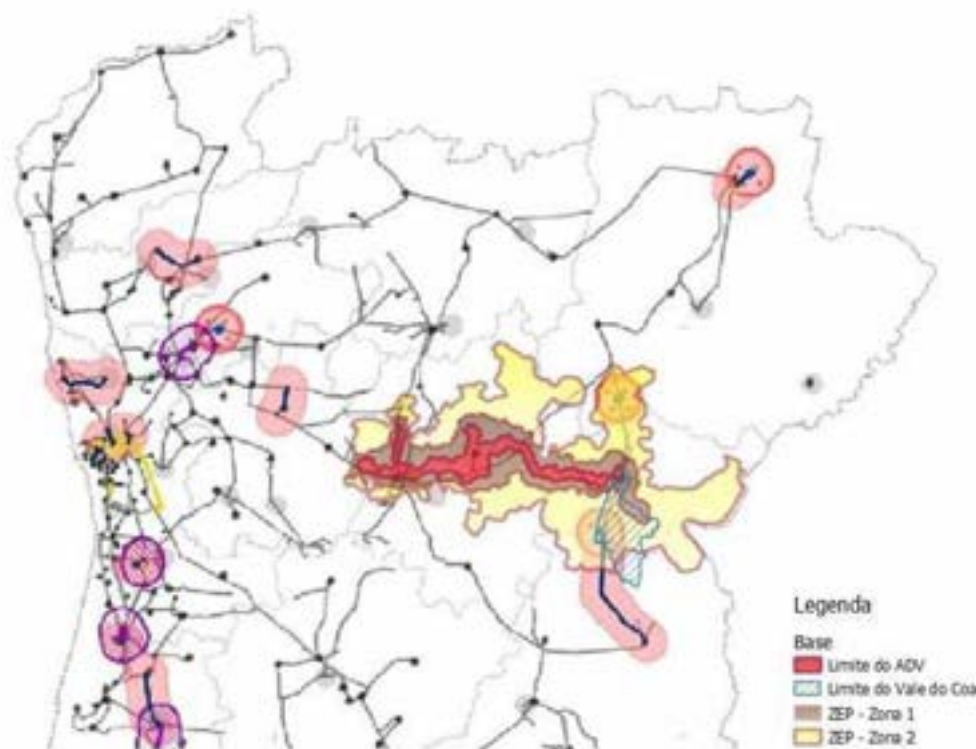 Legenda
Base
Limite do ADV
Limite do Vale do Coa
ZEP - Zona 1
ZEP - Zona 2